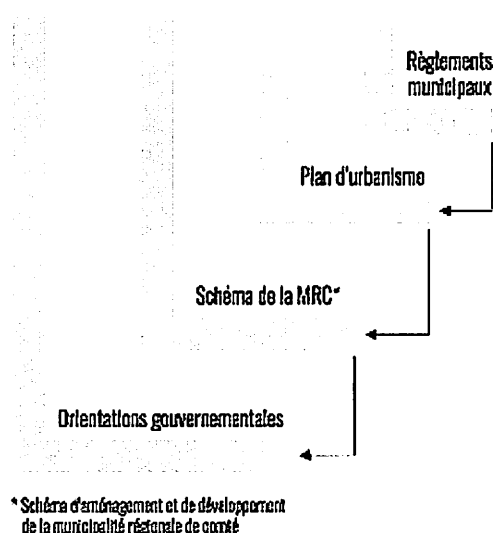 Règlements
municipaux
Plan d'urbanisme
Schéma de la MRC*
Orientations gouvernementales
* Schéma d'aménagement et de développement
de la municipalité régionale de comté